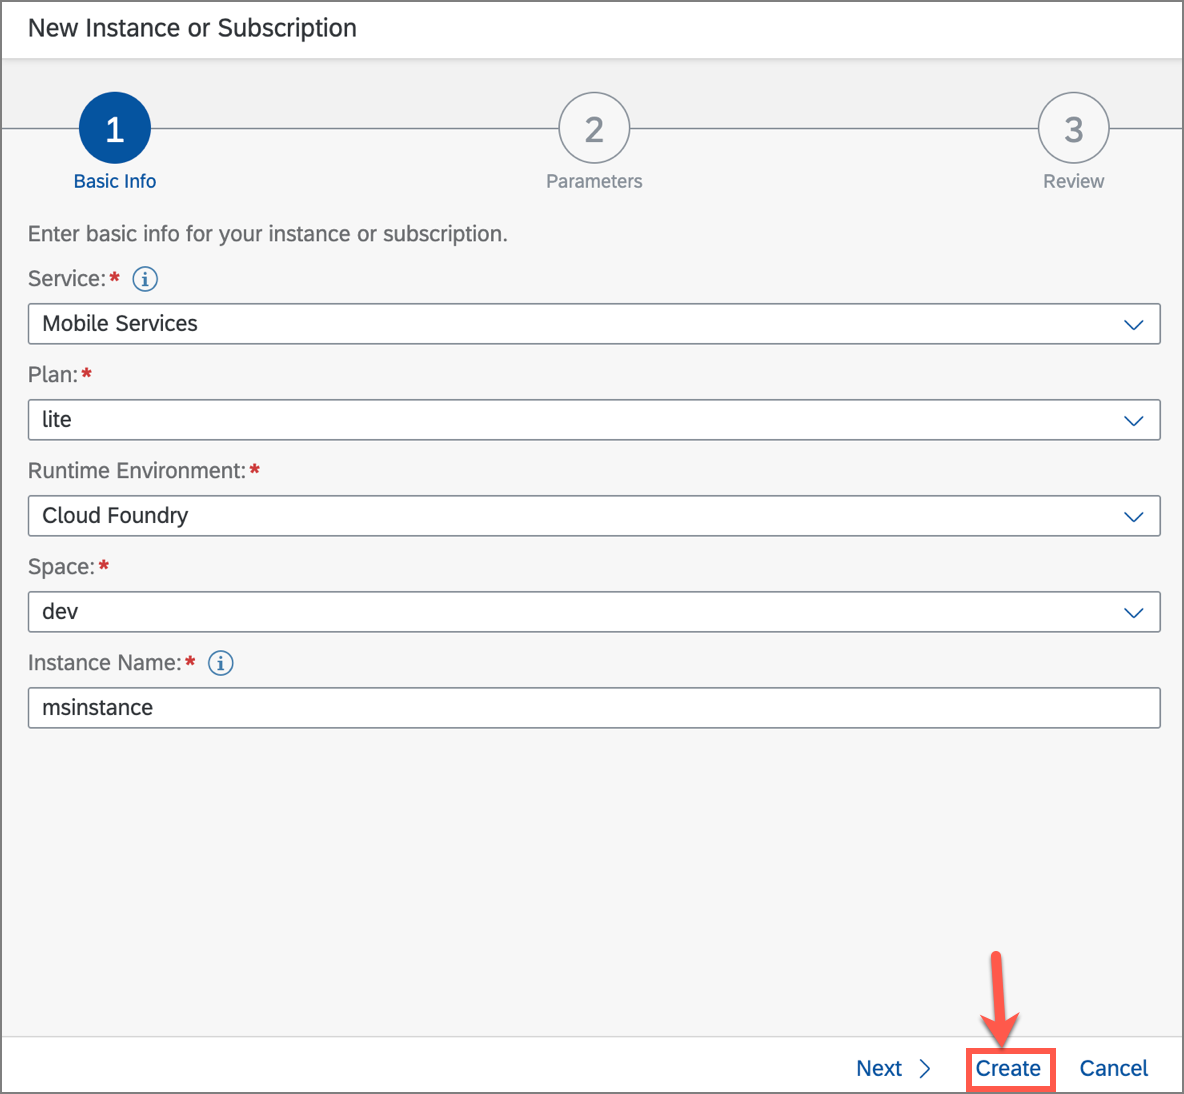 New Instance or Subscription
1
2
3
Basic Info
Parameters
Review
Enter basic info for your instance or subscription.
Service:*
Mobile Services
Plan:*
lite
Runtime Environment:*
Cloud Foundry
Space:*
dev
Instance Name:*
msinstance
Next
Create
Cancel